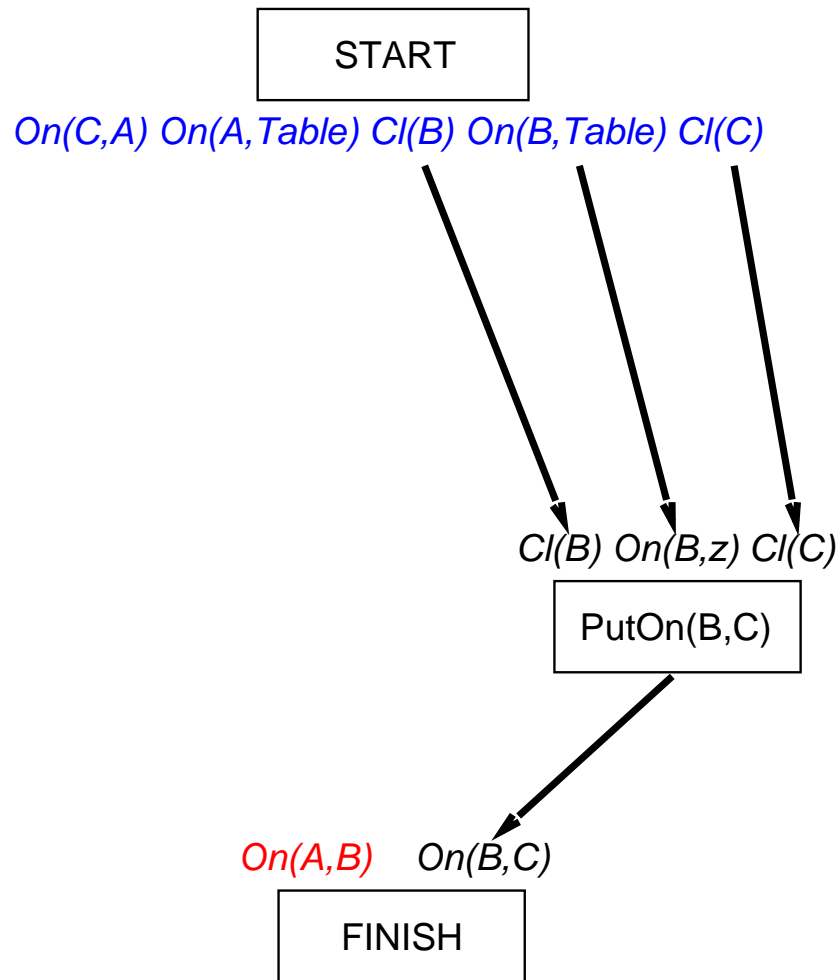 START
On(C,A) On(A,Table) Cl(B) On(B,Table) Cl(C)
Cl(B) On(B,z) Cl(C)
PutOn(B,C)
On(A,B) On(B,C)
FINISH